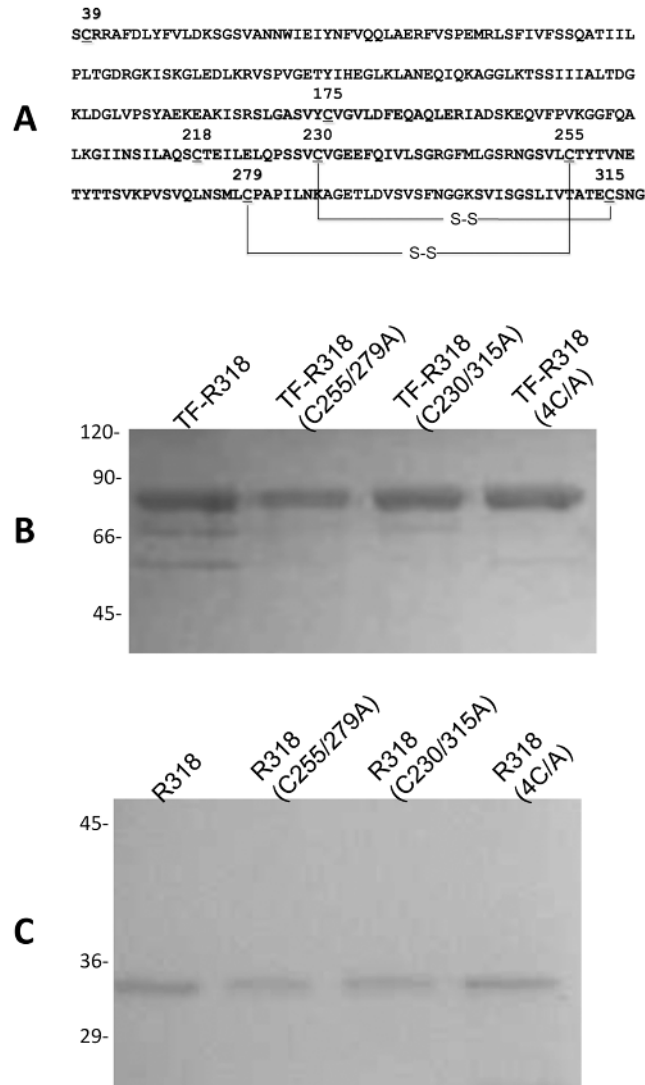 39
SCRRAFDLYFVLDKSGSVANNWIEIYNFVQQLAERFVSPEMRLSFIVFSSQATIIL
PLTGDRGKISKGLEDLKRVSPVGETYIHEGLKLANEQIQKAGGLKTSSIIIALTDG
KLDGLVPSYAEKEAKISRSLGASVYCVGVLDFEQAQLERIADSKEQVFPVKGGFQA
175
A
218 230 255
LKGIINSILAQSCTEILELQPSSVCVGEEFQIVLSGRGFMLGSRNGSVLCTYTVNE
279 315
TYTTSVKPVSVQLNSMLCPAPILNKAGETLDVSVSFNGGKSVISGSLIVTATECSNG
S-S
S-S
TF-R318
TF-R318
(C255/279A)
TF-R318
(C230/315A)
TF-R318
(4C/A)
120-
90-
B
66-
45-
R318
R318
(C255/279A)
R318
(C230/315A)
R318
(4C/A)
45-
C
36-
29-